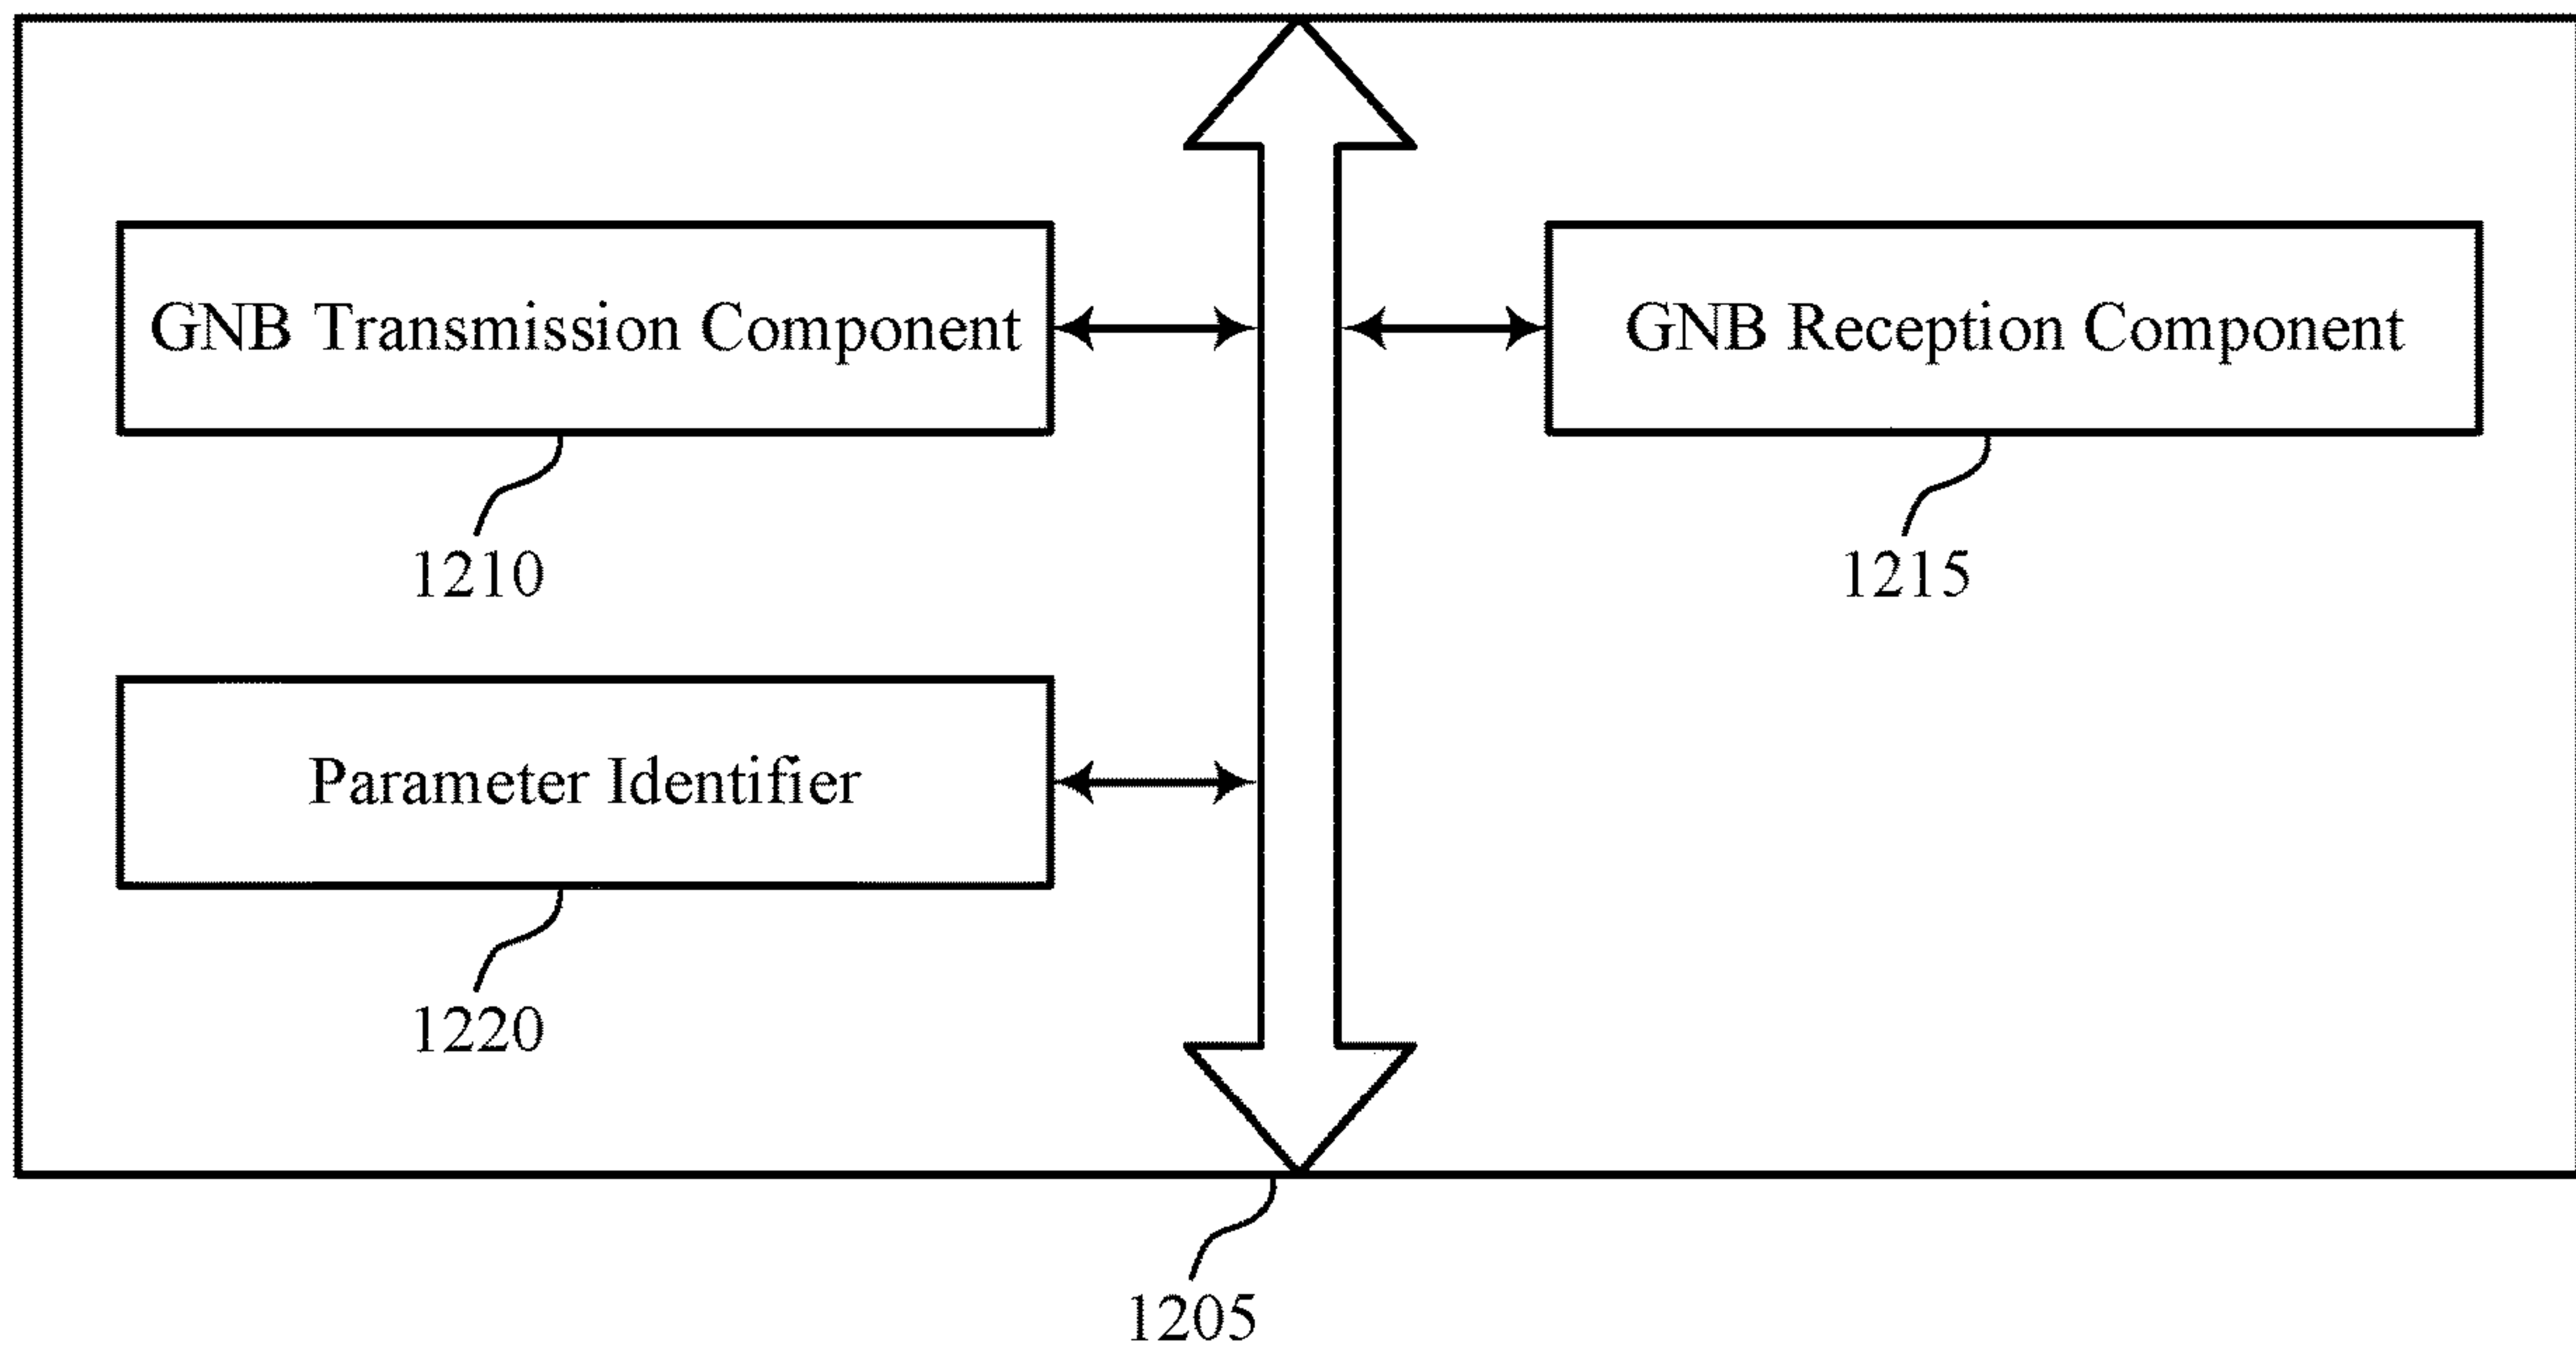 GNB Transmission Component
GNB Reception Component
1210
1215
Parameter Identifier
1220
1205